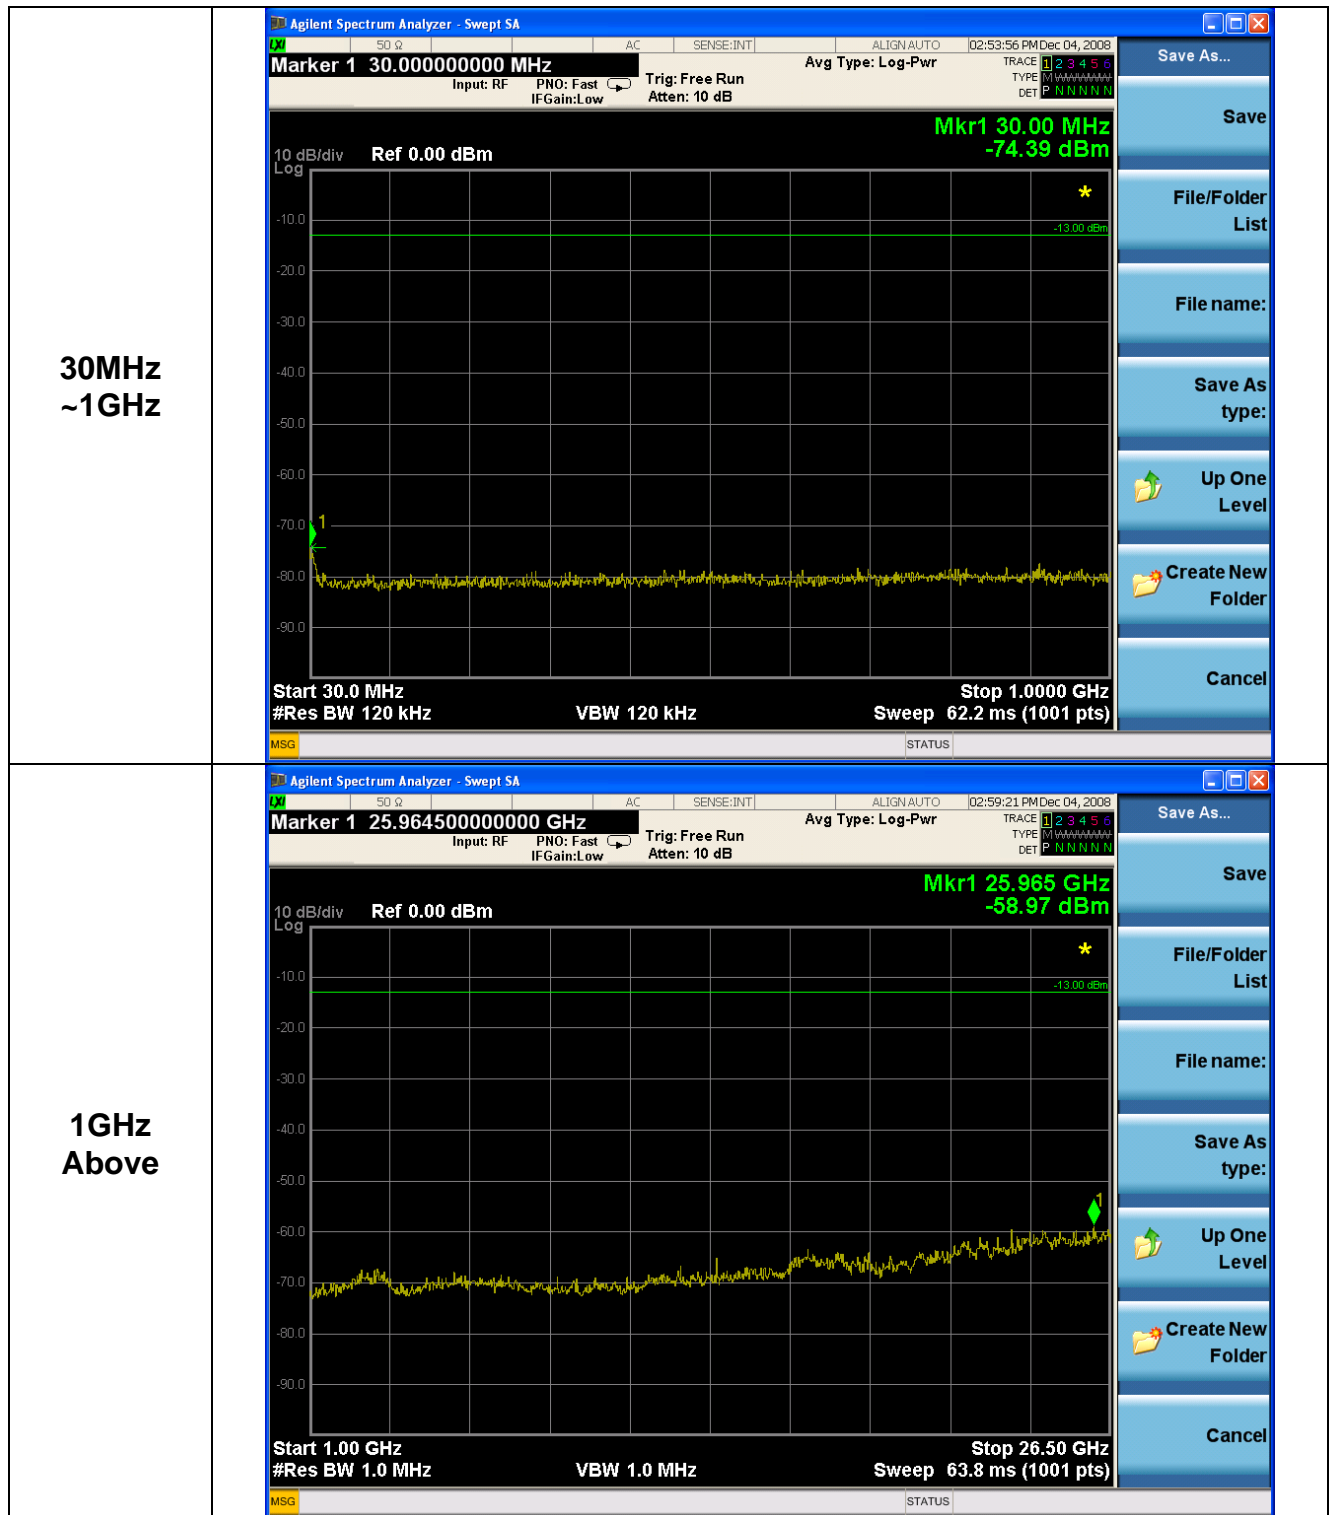 30MHz
~1GHz
Agilent Spectrum Analyzer - Swept SA
LXI 50 Ω AC SENSE:INT ALIGN AUTO 02:53:56 PM Dec 04, 2008
Marker 1 30.000000000 MHz
Input: RF PNO: Fast IFGain:Low
Trig: Free Run
Atten: 10 dB
Avg Type: Log-Pwr
TRACE 1 2 3 4 5 6
TYPE M WWWWW
DET P N N N N N
Mkr1 30.00 MHz
-74.39 dBm
10 dB/div Ref 0.00 dBm
Log
-10.0
-13.00 dBm
-20.0
-30.0
-40.0
-50.0
-60.0
-70.0
1
-80.0
-90.0
Start 30.0 MHz Stop 1.0000 GHz
#Res BW 120 kHz VBW 120 kHz Sweep 62.2 ms (1001 pts)
MSG STATUS
Save As...
Save
File/Folder
List
File name:
Save As
type:
Up One
Level
Create New
Folder
Cancel
1GHz
Above
Agilent Spectrum Analyzer - Swept SA
LXI 50 Ω AC SENSE:INT ALIGN AUTO 02:59:21 PM Dec 04, 2008
Marker 1 25.964500000000 GHz
Input: RF PNO: Fast IFGain:Low
Trig: Free Run
Atten: 10 dB
Avg Type: Log-Pwr
TRACE 1 2 3 4 5 6
TYPE M WWWWW
DET P N N N N N
Mkr1 25.965 GHz
-58.97 dBm
10 dB/div Ref 0.00 dBm
Log
-10.0
-13.00 dBm
-20.0
-30.0
-40.0
-50.0
1
-60.0
-70.0
-80.0
-90.0
Start 1.00 GHz Stop 26.50 GHz
#Res BW 1.0 MHz VBW 1.0 MHz Sweep 63.8 ms (1001 pts)
MSG STATUS
Save As...
Save
File/Folder
List
File name:
Save As
type:
Up One
Level
Create New
Folder
Cancel